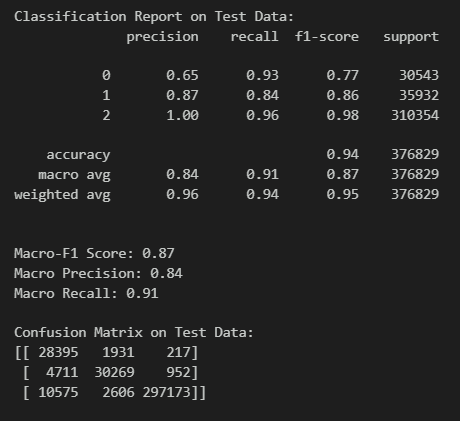 Classification Report on Test Data:
precision recall f1-score support
0 0.65 0.93 0.77 30543
1 0.87 0.84 0.86 35932
2 1.00 0.96 0.98 310354
accuracy 0.94 376829
macro avg 0.84 0.91 0.87 376829
weighted avg 0.96 0.94 0.95 376829
Macro-F1 Score: 0.87
Macro Precision: 0.84
Macro Recall: 0.91
Confusion Matrix on Test Data:
[[ 28395 1931 217]
[ 4711 30269 952]
[ 10575 2606 297173]]